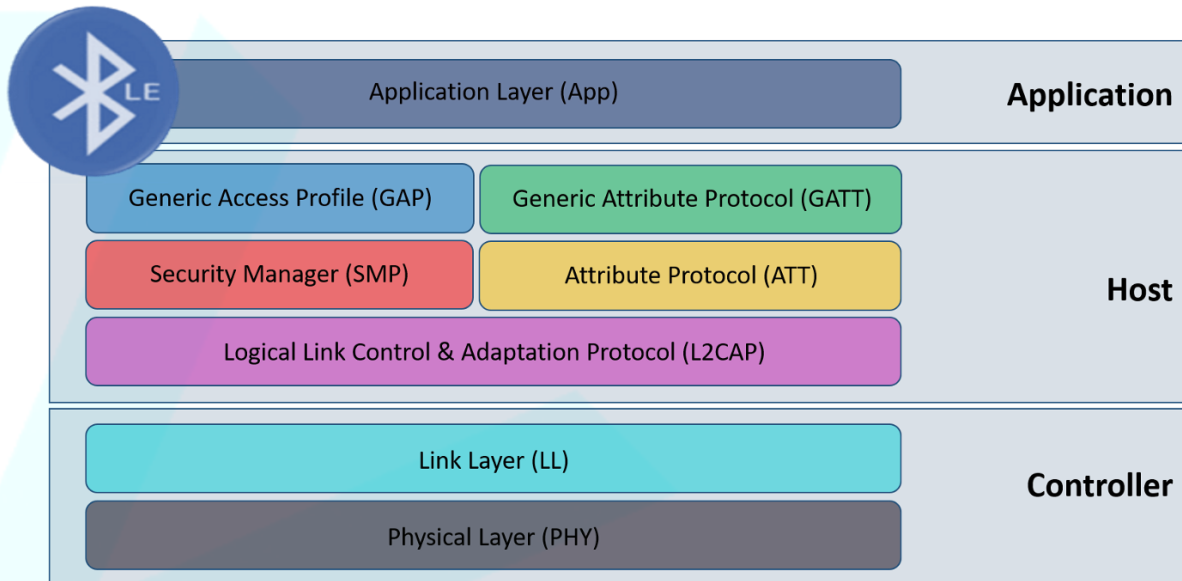 LE
Application Layer (App)
Application
Generic Access Profile (GAP)
Generic Attribute Protocol (GATT)
Security Manager (SMP)
Attribute Protocol (ATT)
Host
Logical Link Control & Adaptation Protocol (L2CAP)
Link Layer (LL)
Controller
Physical Layer (PHY)